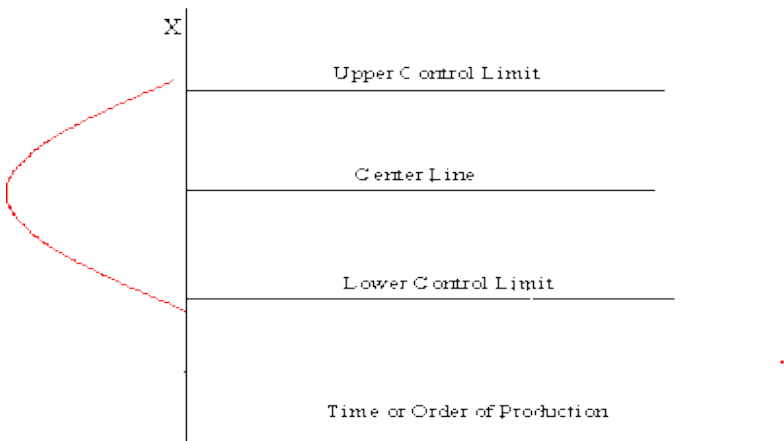 X
Upper Control Limit
Center Line
Lower Control Limit
Time or Order of Production